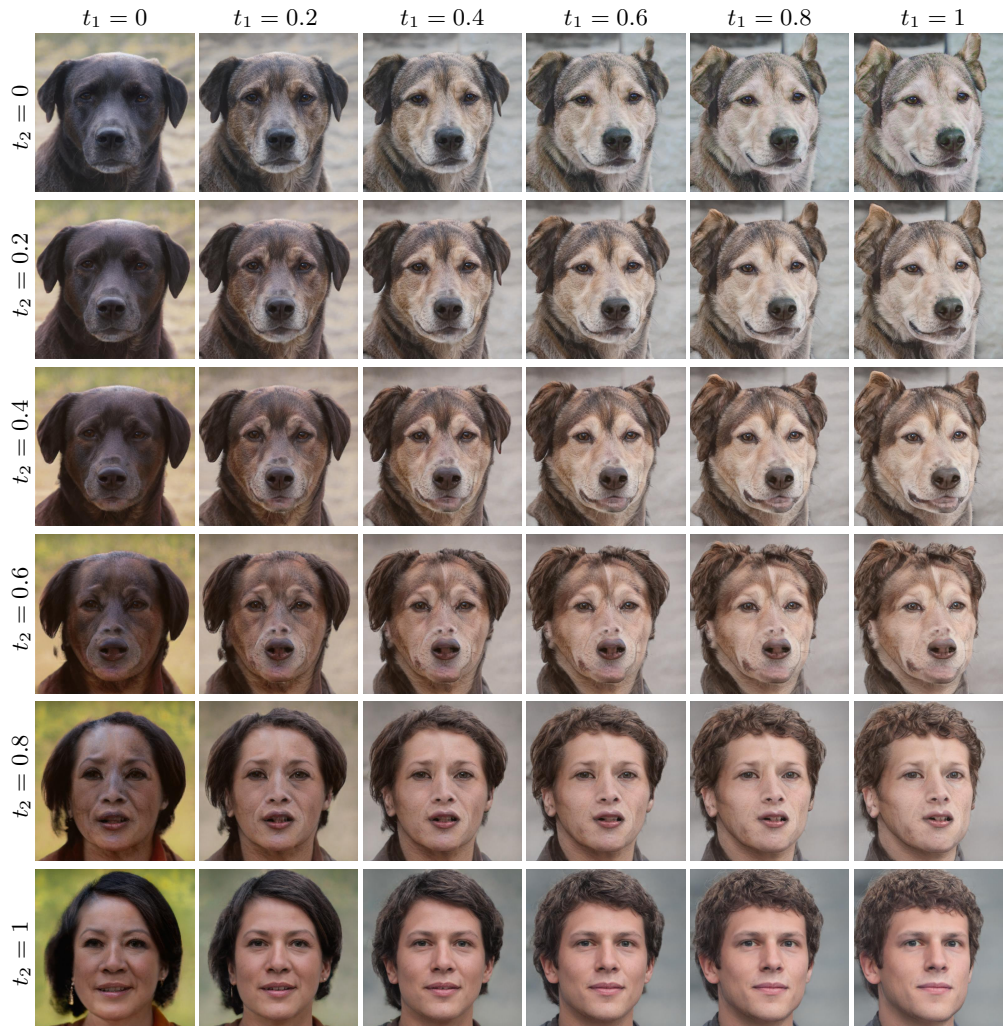 t₁ = 0 t₁ = 0.2 t₁ = 0.4 t₁ = 0.6 t₁ = 0.8 t₁ = 1
t₂ = 0
t₂ = 0.2
t₂ = 0.4
t₂ = 0.6
t₂ = 0.8
t₂ = 1